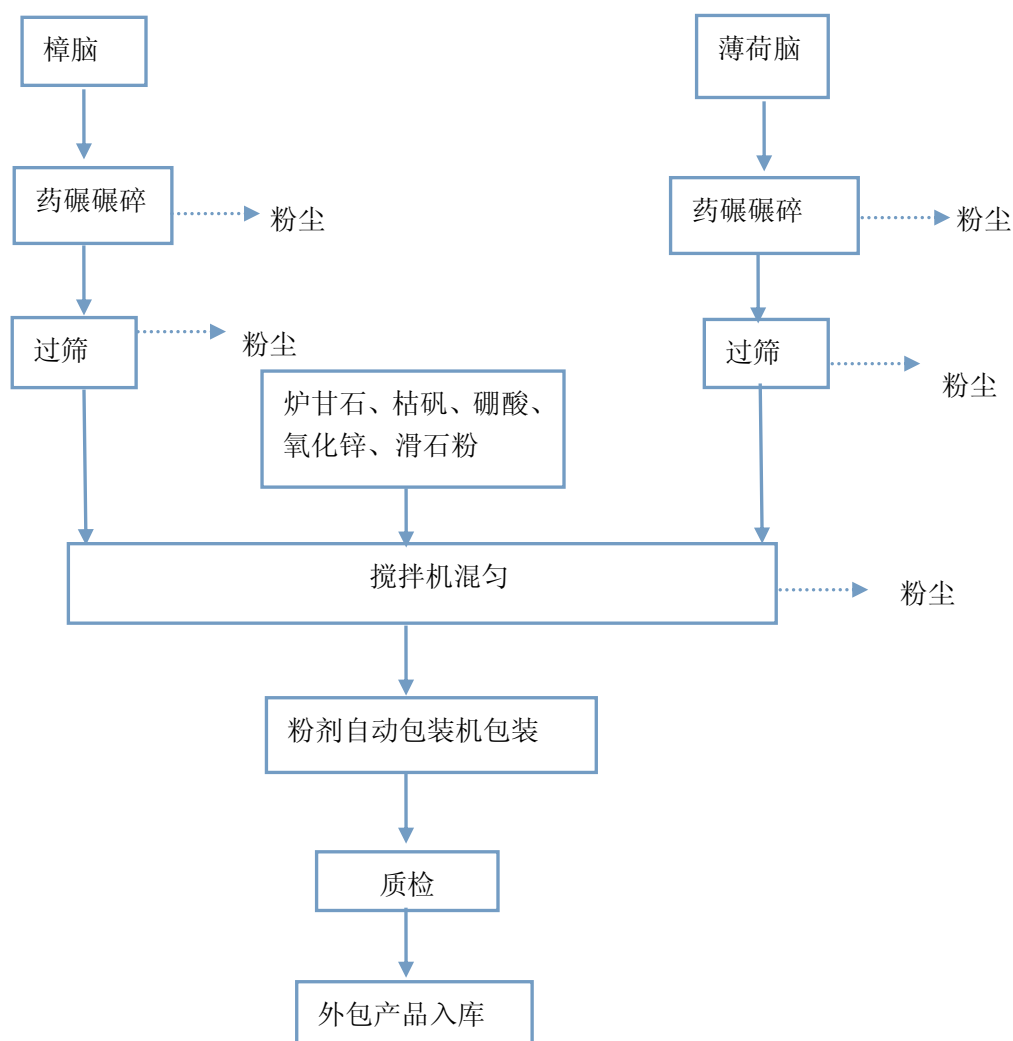 樟脑
薄荷脑
药碾碾碎
粉尘
药碾碾碎
粉尘
过筛
粉尘
过筛
粉尘
炉甘石、枯矾、硼酸、
氧化锌、滑石粉
搅拌机混匀
粉尘
粉剂自动包装机包装
质检
外包产品入库